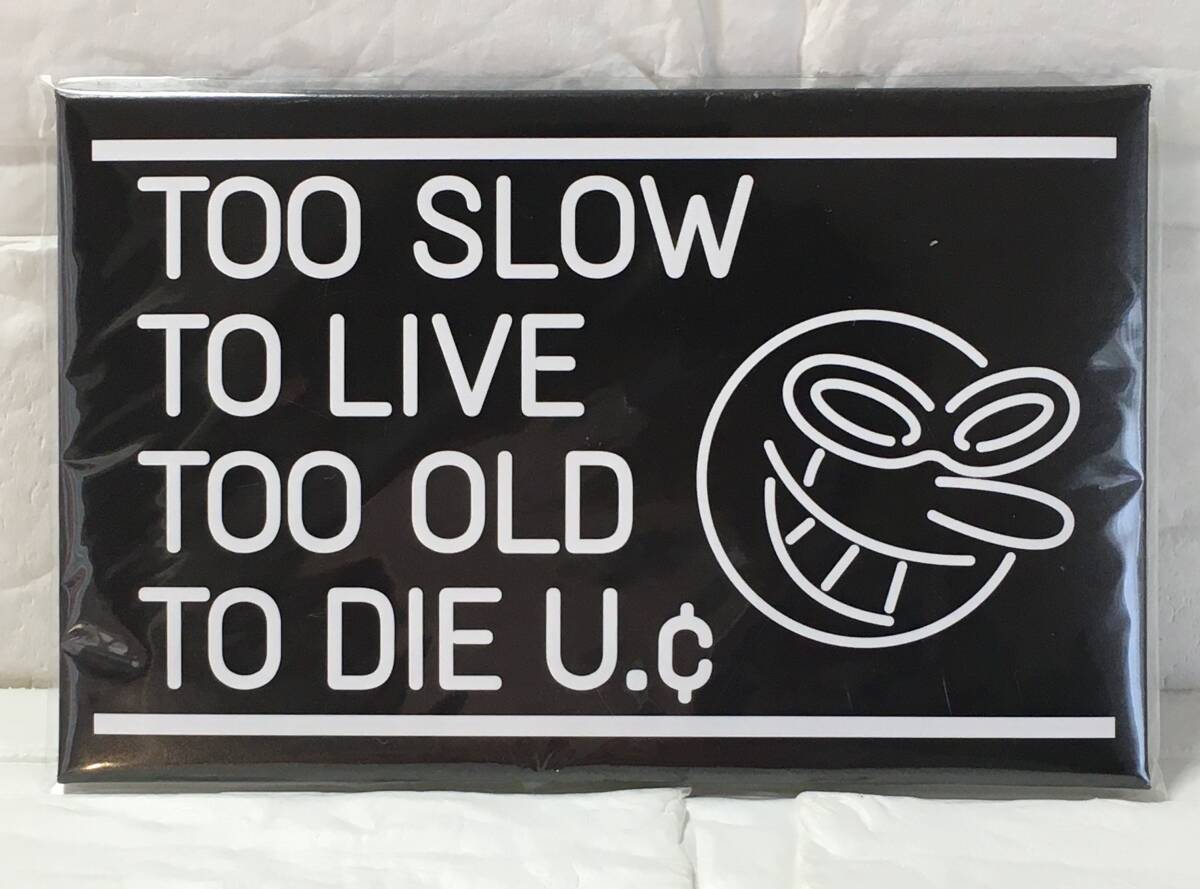 TOO SLOW
TO LIVE
TOO OLD
TO DIE U.¢